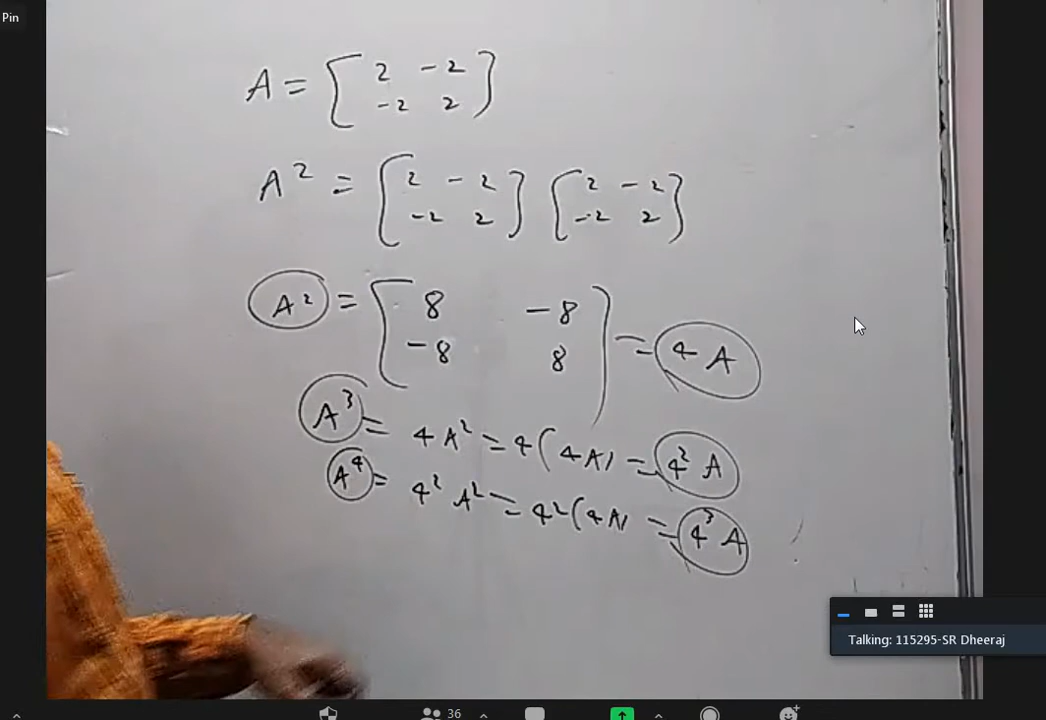 Pin
A = [ 2 -2
-2 2 ]
A² = [ 2 -2 [ 2 -2
-2 2 ] -2 2 ]
A² = [ 8 -8
-8 8 ] = 4A
A³ = 4A² = 4(4A) = 4²A
A⁴ = 4²A² = 4²(4A) = 4³A
Talking: 115295-SR Dheeraj
36